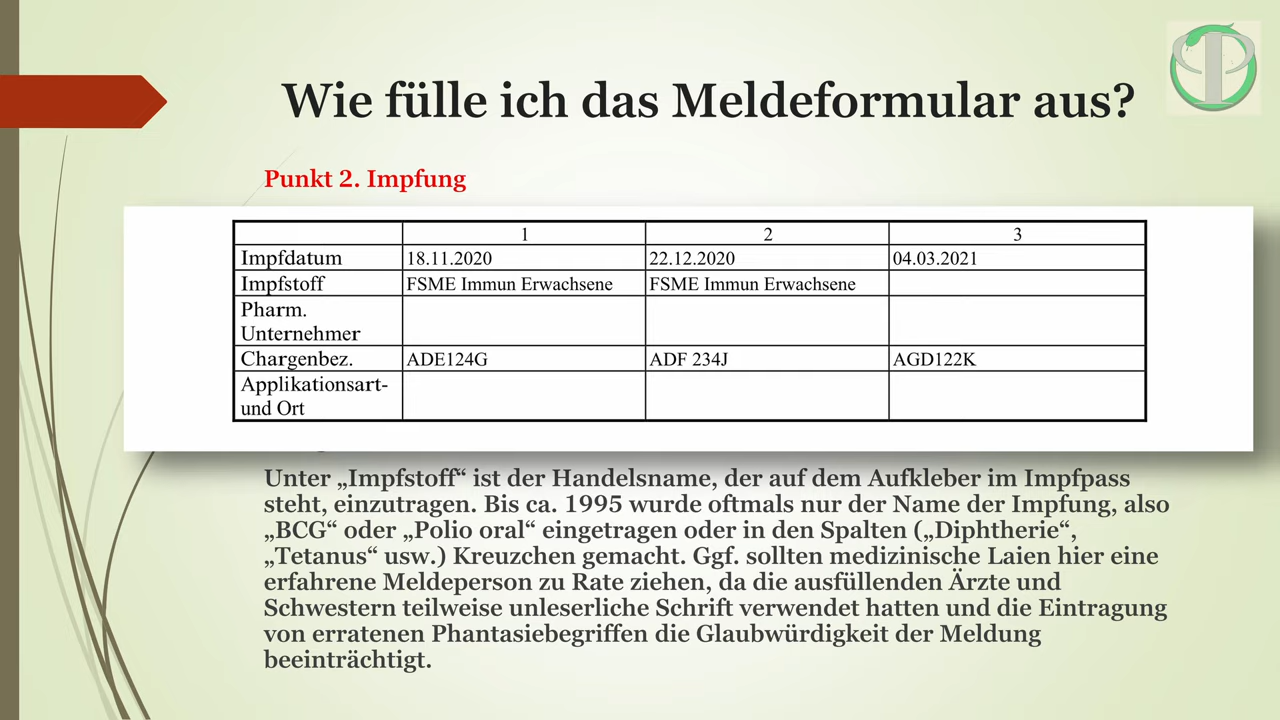 Wie fülle ich das Meldeformular aus?
Punkt 2. Impfung
1 2 3
Impfdatum 18.11.2020 22.12.2020 04.03.2021
Impfstoff FSME Immun Erwachsene FSME Immun Erwachsene
Pharm.
Unternehmer
Chargenbez. ADE124G ADF 234J AGD122K
Applikationsart-
und Ort
Unter „Impfstoff“ ist der Handelsname, der auf dem Aufkleber im Impfpass
steht, einzutragen. Bis ca. 1995 wurde oftmals nur der Name der Impfung, also
„BCG“ oder „Polio oral“ eingetragen oder in den Spalten („Diphtherie“,
„Tetanus“ usw.) Kreuzchen gemacht. Ggf. sollten medizinische Laien hier eine
erfahrene Meldeperson zu Rate ziehen, da die ausfüllenden Ärzte und
Schwestern teilweise unleserliche Schrift verwendet hatten und die Eintragung
von erratenen Phantasiebegriffen die Glaubwürdigkeit der Meldung
beeinträchtigt.